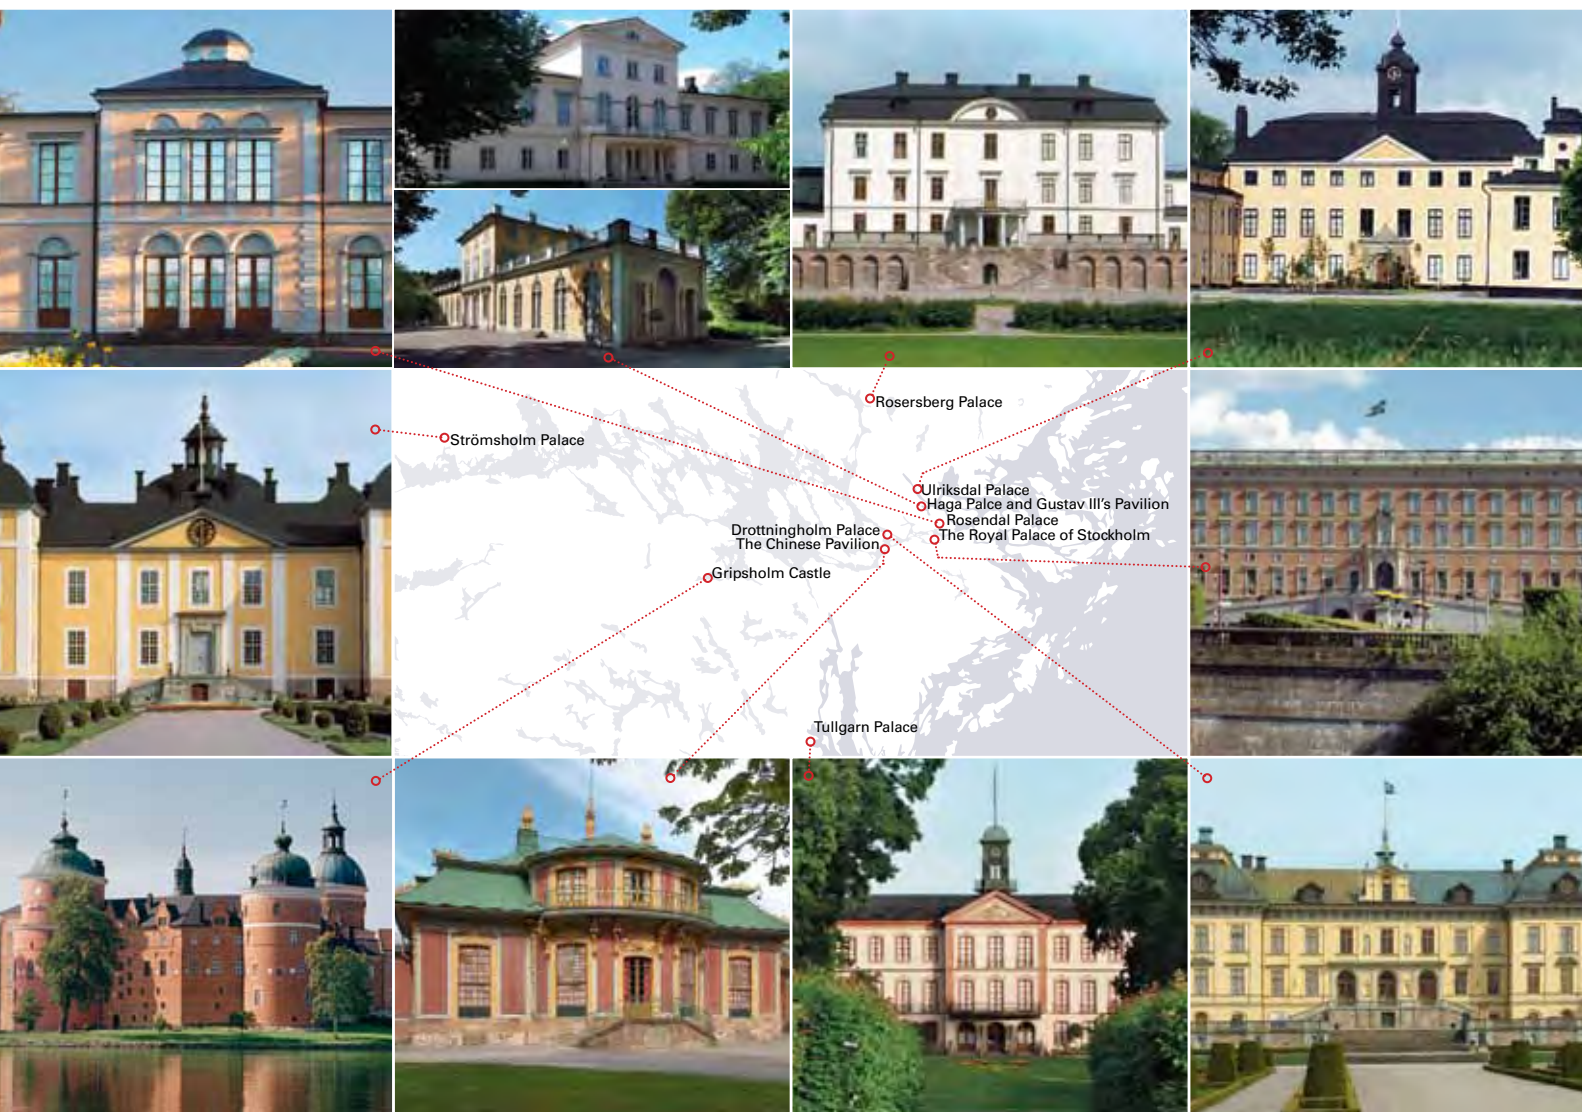 Rosersberg Palace
Strömsholm Palace
Ulriksdal Palace
Haga Palce and Gustav III's Pavilion
Rosendal Palace
Drottningholm Palace
The Royal Palace of Stockholm
The Chinese Pavilion
Gripsholm Castle
Tullgarn Palace